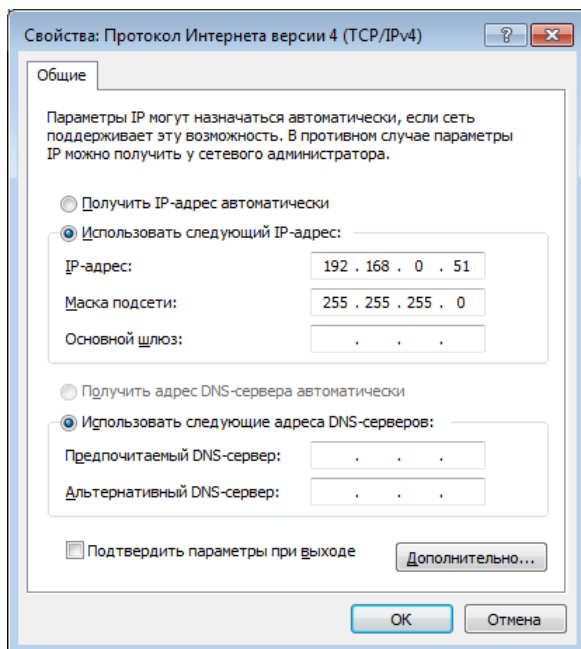 Свойства: Протокол Интернета версии 4 (TCP/IPv4)
Общие
Параметры IP могут назначаться автоматически, если сеть
поддерживает эту возможность. В противном случае параметры
IP можно получить у сетевого администратора.
Получить IP-адрес автоматически
Использовать следующий IP-адрес:
IP-адрес: 192 . 168 . 0 . 51
Маска подсети: 255 . 255 . 255 . 0
Основной шлюз: . . .
Получить адрес DNS-сервера автоматически
Использовать следующие адреса DNS-серверов:
Предпочитаемый DNS-сервер: . . .
Альтернативный DNS-сервер: . . .
Подтвердить параметры при выходе
Дополнительно...
ОК Отмена